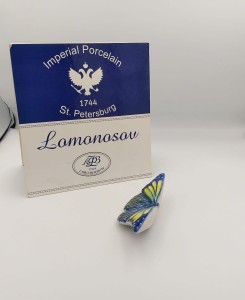 Imperial Porcelain
1744
St. Petersburg
Lomonosov